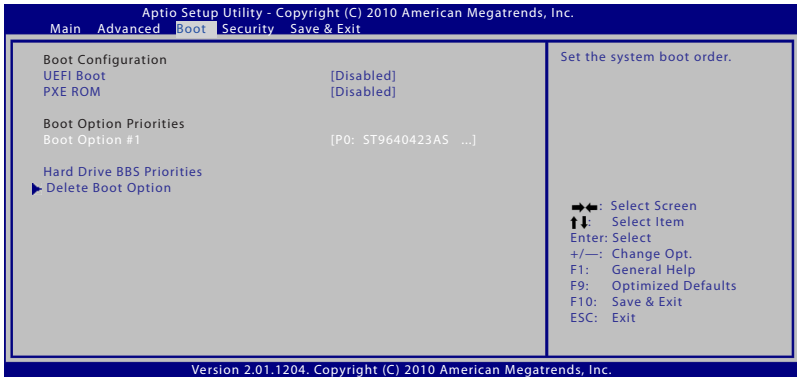 Aptio Setup Utility - Copyright (C) 2010 American Megatrends, Inc.
Main Advanced Boot Security Save & Exit
Boot Configuration
UEFI Boot [Disabled]
PXE ROM [Disabled]
Boot Option Priorities
Boot Option #1 [P0: ST9640423AS ...]
Hard Drive BBS Priorities
Delete Boot Option
Set the system boot order.
→←: Select Screen
↑↓: Select Item
Enter: Select
+/—: Change Opt.
F1: General Help
F9: Optimized Defaults
F10: Save & Exit
ESC: Exit
Version 2.01.1204. Copyright (C) 2010 American Megatrends, Inc.